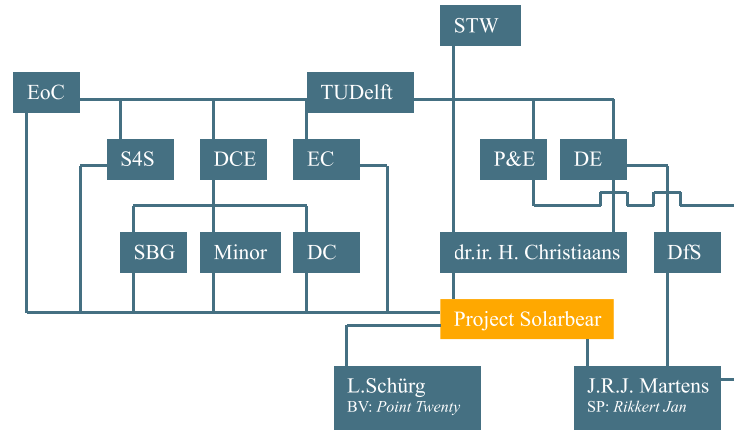 STW
EoC
TUDelft
S4S
DCE
EC
P&E
DE
SBG
Minor
DC
dr.ir. H. Christiaans
DfS
Project Solarbear
L.Schürg
BV: Point Twenty
J.R.J. Martens
SP: Rikkert Jan